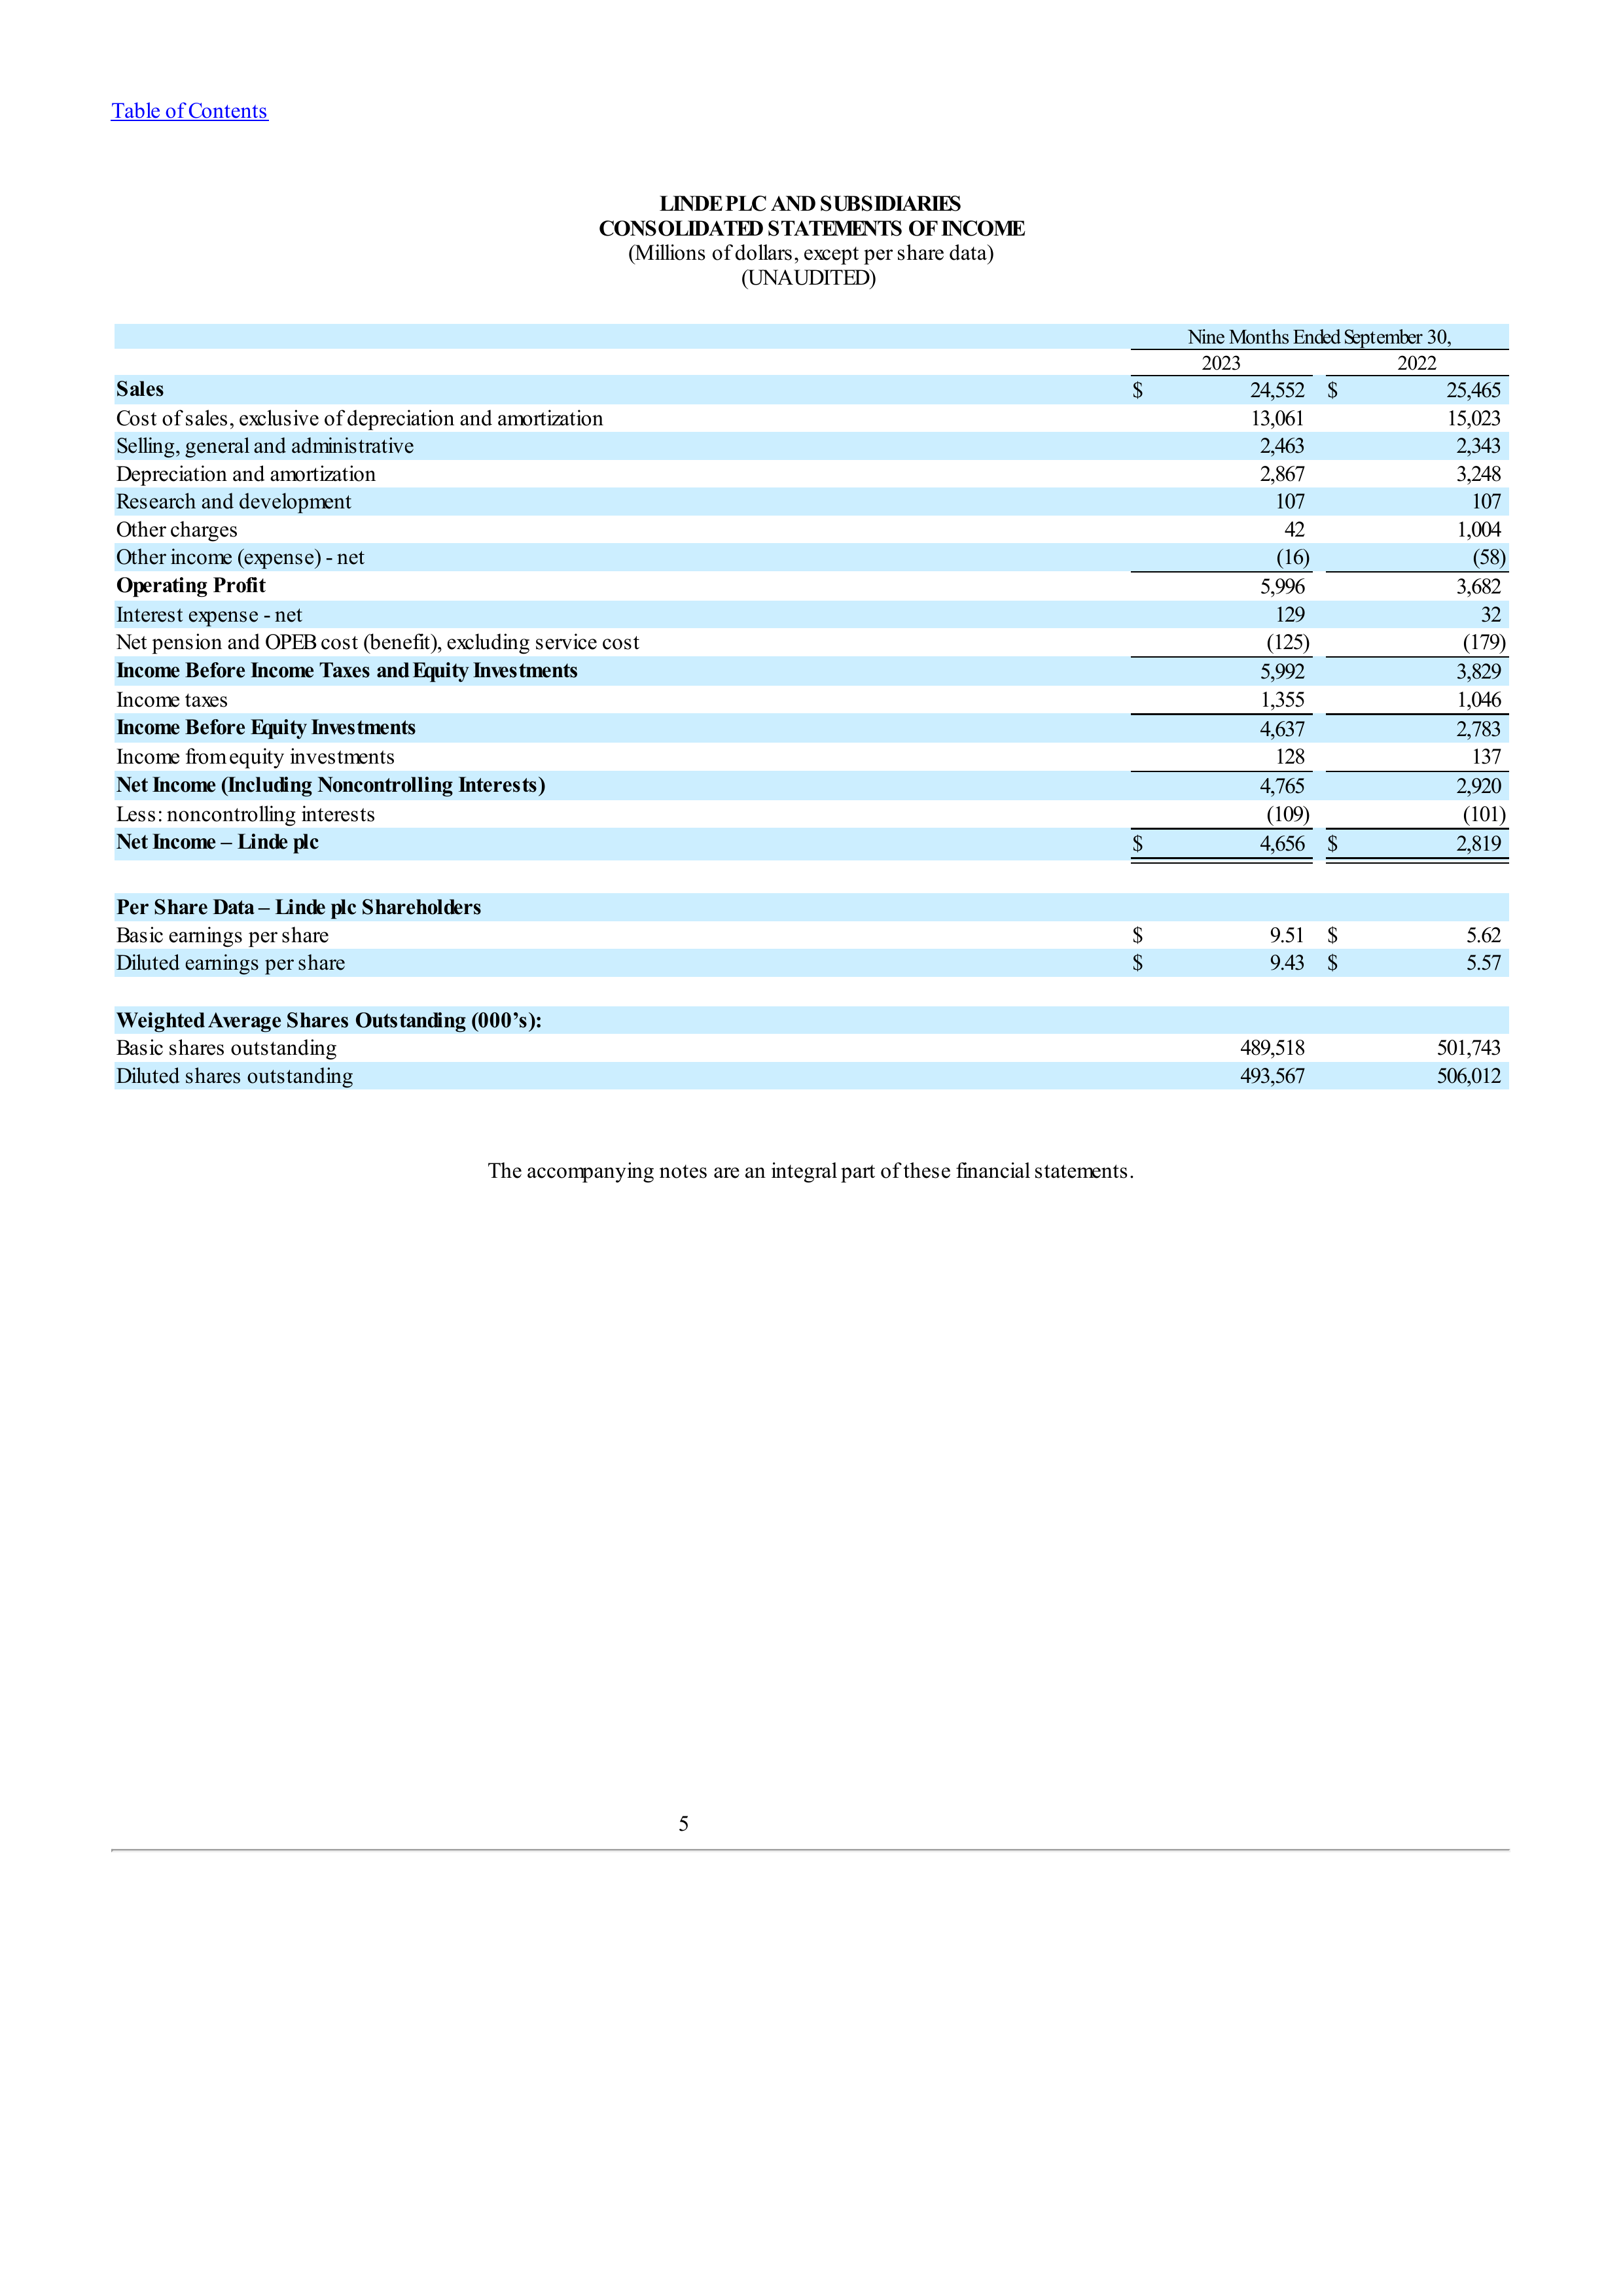 Table of Contents
LINDE PLC AND SUBSIDIARIES
CONSOLIDATED STATEMENTS OF INCOME
(Millions of dollars, except per share data)
(UNAUDITED)
Nine Months Ended September 30,
2023 2022
Sales $ 24,552 $ 25,465
Cost of sales, exclusive of depreciation and amortization 13,061 15,023
Selling, general and administrative 2,463 2,343
Depreciation and amortization 2,867 3,248
Research and development 107 107
Other charges 42 1,004
Other income (expense) - net (16) (58)
Operating Profit 5,996 3,682
Interest expense - net 129 32
Net pension and OPEB cost (benefit), excluding service cost (125) (179)
Income Before Income Taxes and Equity Investments 5,992 3,829
Income taxes 1,355 1,046
Income Before Equity Investments 4,637 2,783
Income from equity investments 128 137
Net Income (Including Noncontrolling Interests) 4,765 2,920
Less: noncontrolling interests (109) (101)
Net Income – Linde plc $ 4,656 $ 2,819
Per Share Data – Linde plc Shareholders
Basic earnings per share $ 9.51 $ 5.62
Diluted earnings per share $ 9.43 $ 5.57
Weighted Average Shares Outstanding (000’s):
Basic shares outstanding 489,518 501,743
Diluted shares outstanding 493,567 506,012
The accompanying notes are an integral part of these financial statements.
5